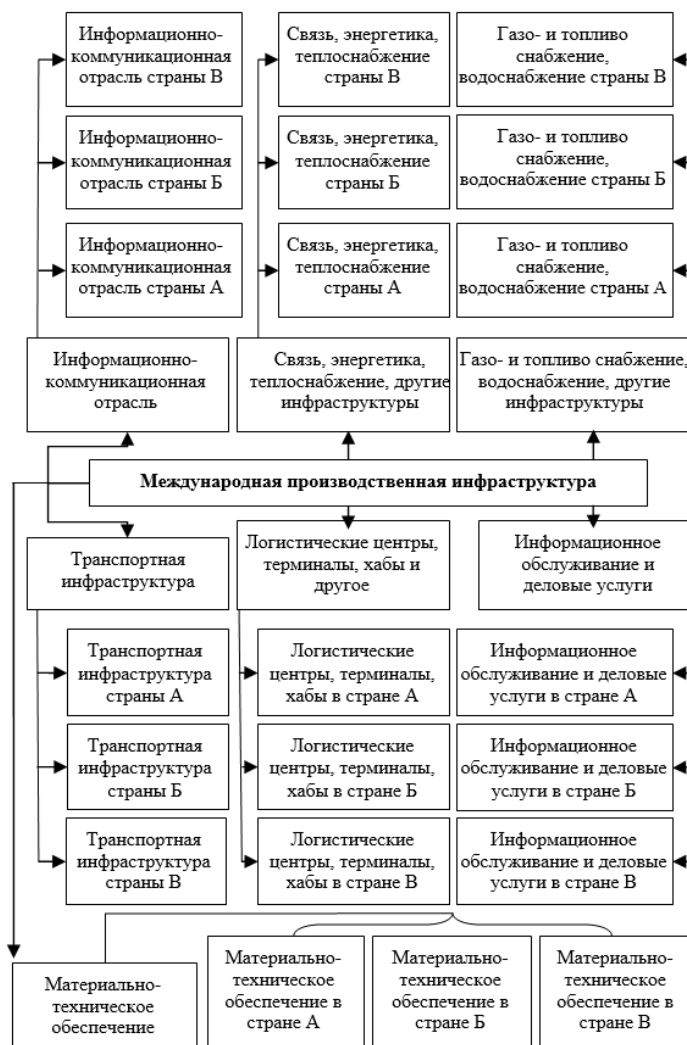 Информационно-
коммуникационная
отрасль страны В
Связь, энергетика,
теплоснабжение
страны В
Газо- и топливо
снабжение,
водоснабжение страны В
Информационно-
коммуникационная
отрасль страны Б
Связь, энергетика,
теплоснабжение
страны Б
Газо- и топливо
снабжение,
водоснабжение страны Б
Информационно-
коммуникационная
отрасль страны А
Связь, энергетика,
теплоснабжение
страны А
Газо- и топливо
снабжение,
водоснабжение страны А
Информационно-
коммуникационная
отрасль
Связь, энергетика,
теплоснабжение, другие
инфраструктуры
Газо- и топливо снабжение,
водоснабжение, другие
инфраструктуры
Международная производственная инфраструктура
Транспортная
инфраструктура
Логистические центры,
терминалы, хабы и
другое
Информационное
обслуживание и
деловые услуги
Транспортная
инфраструктура
страны А
Логистические
центры, терминалы,
хабы в стране А
Информационное
обслуживание и деловые
услуги в стране А
Транспортная
инфраструктура
страны Б
Логистические
центры, терминалы,
хабы в стране Б
Информационное
обслуживание и деловые
услуги в стране Б
Транспортная
инфраструктура
страны В
Логистические
центры, терминалы,
хабы в стране В
Информационное
обслуживание и деловые
услуги в стране В
Материально-
техническое
обеспечение
Материально-
техническое
обеспечение в
стране А
Материально-
техническое
обеспечение в
стране Б
Материально-
техническое
обеспечение в
стране В